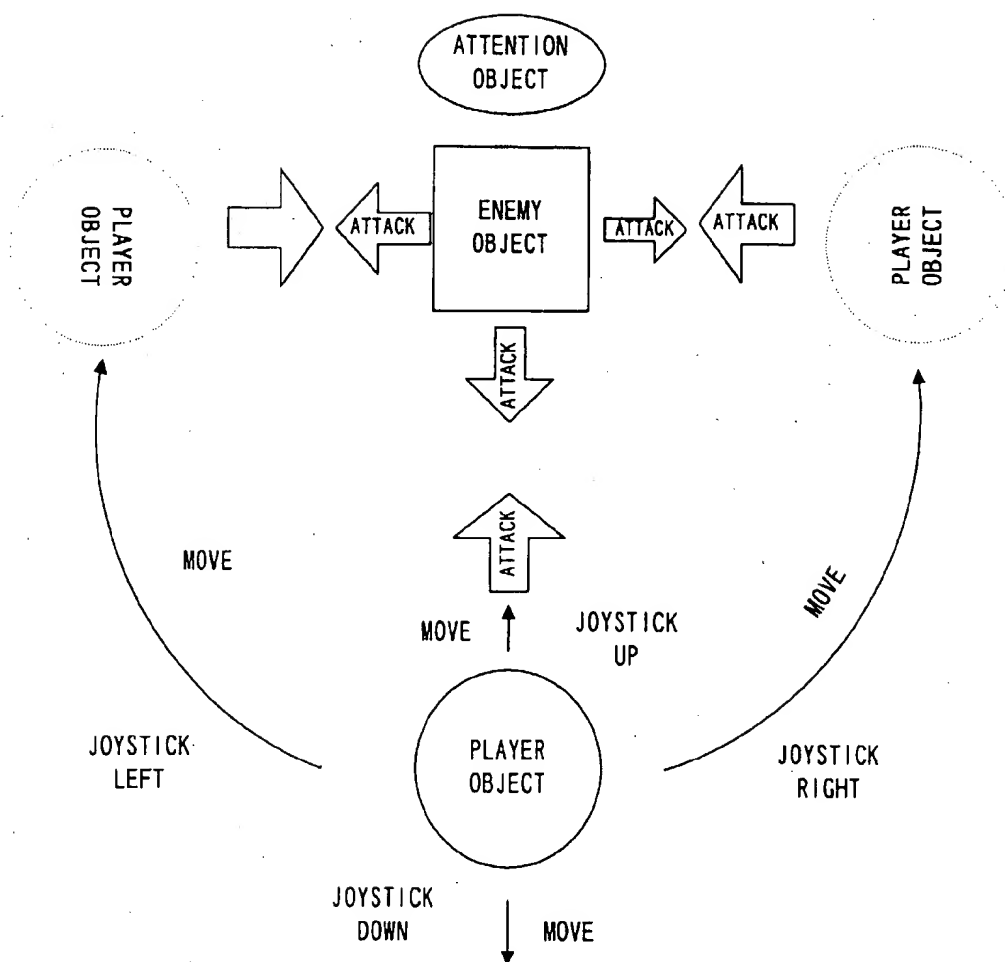 ATTENTION
OBJECT
PLAYER
OBJECT
ATTACK
ENEMY
OBJECT
ATTACK
ATTACK
PLAYER
OBJECT
ATTACK
ATTACK
MOVE
MOVE
MOVE
JOYSTICK
UP
JOYSTICK
LEFT
PLAYER
OBJECT
JOYSTICK
RIGHT
JOYSTICK
DOWN
MOVE